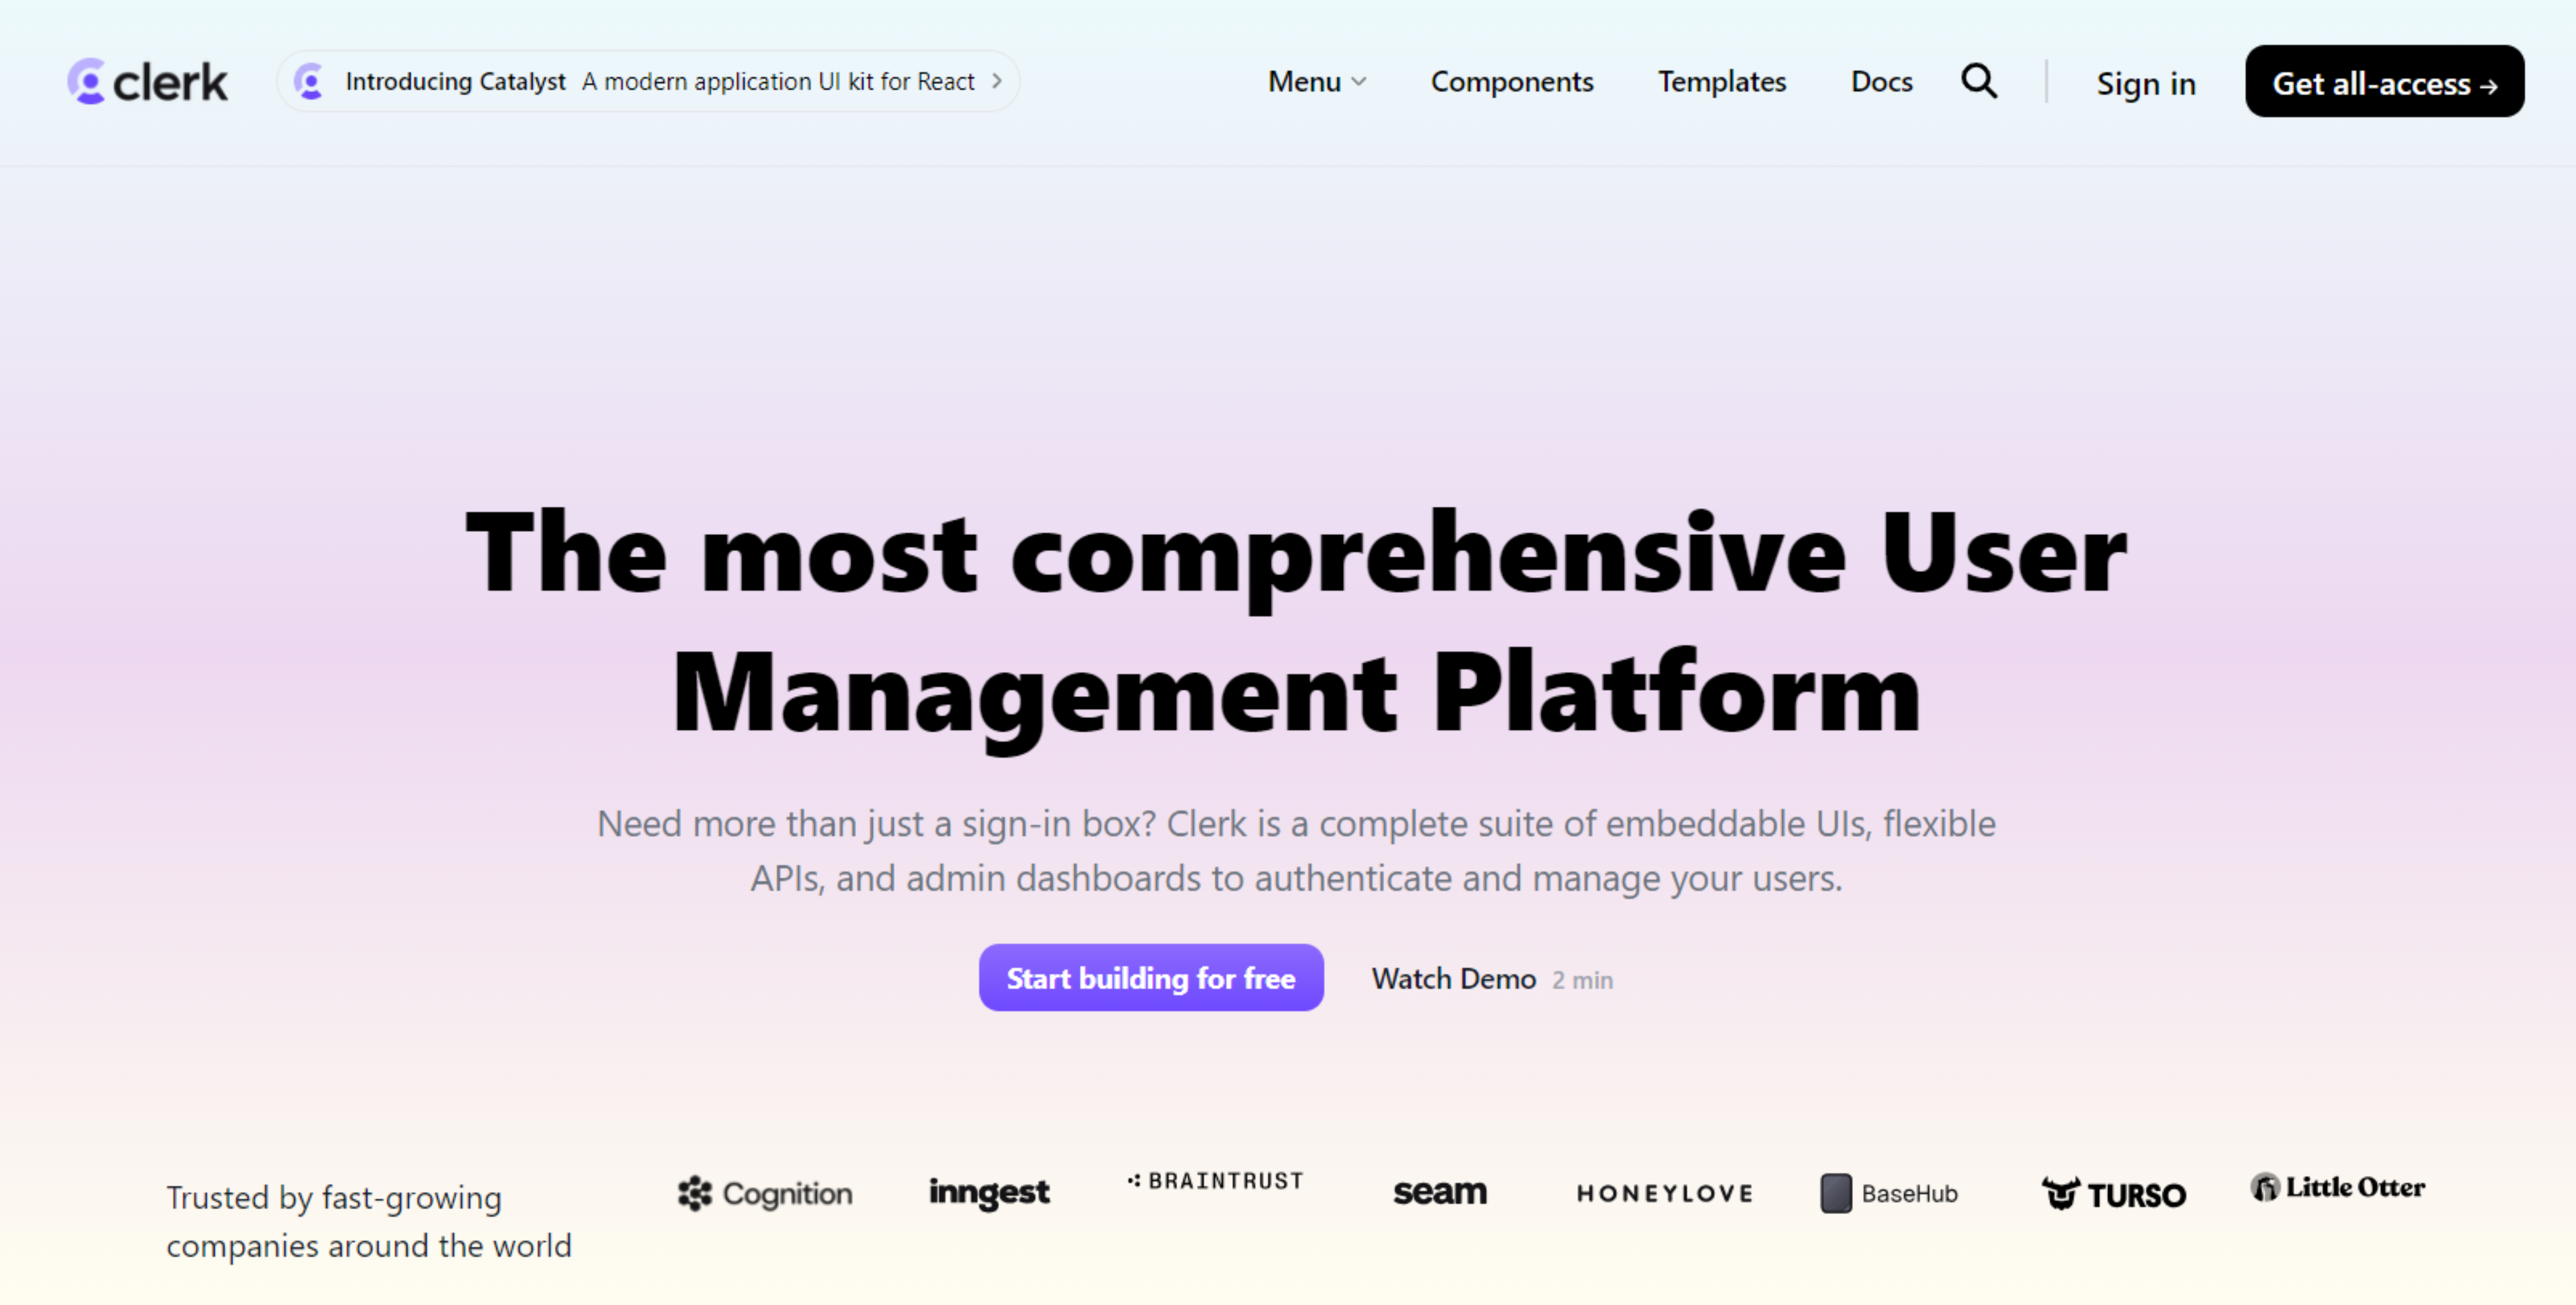 clerk
Introducing Catalyst A modern application UI kit for React
Menu
Components
Templates
Docs
Sign in
Get all-access →
The most comprehensive User
Management Platform
Need more than just a sign-in box? Clerk is a complete suite of embeddable UIs, flexible
APIs, and admin dashboards to authenticate and manage your users.
Start building for free
Watch Demo 2 min
Trusted by fast-growing
companies around the world
Cognition
inngest
BRAINTRUST
seam
HONEYLOVE
BaseHub
TURSO
Little Otter